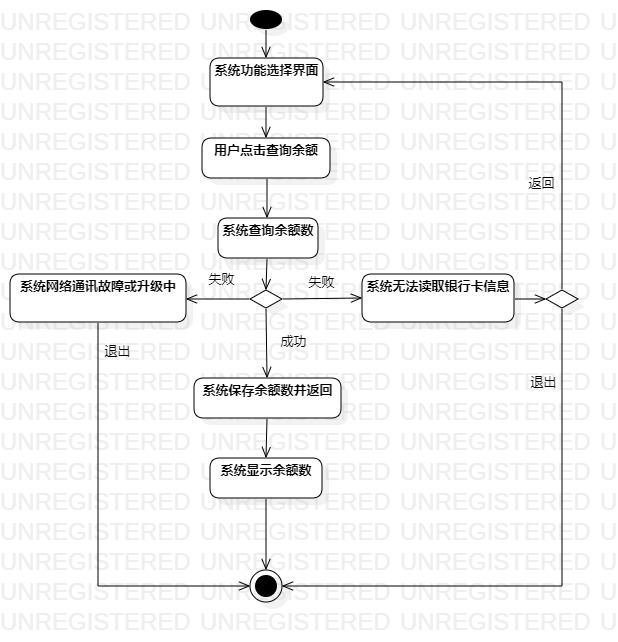 系统功能选择界面
用户点击查询余额
返回
系统查询余额数
失败
失败
系统网络通讯故障或升级中
系统无法读取银行卡信息
成功
退出
退出
系统保存余额数并返回
系统显示余额数
UNREGISTERED